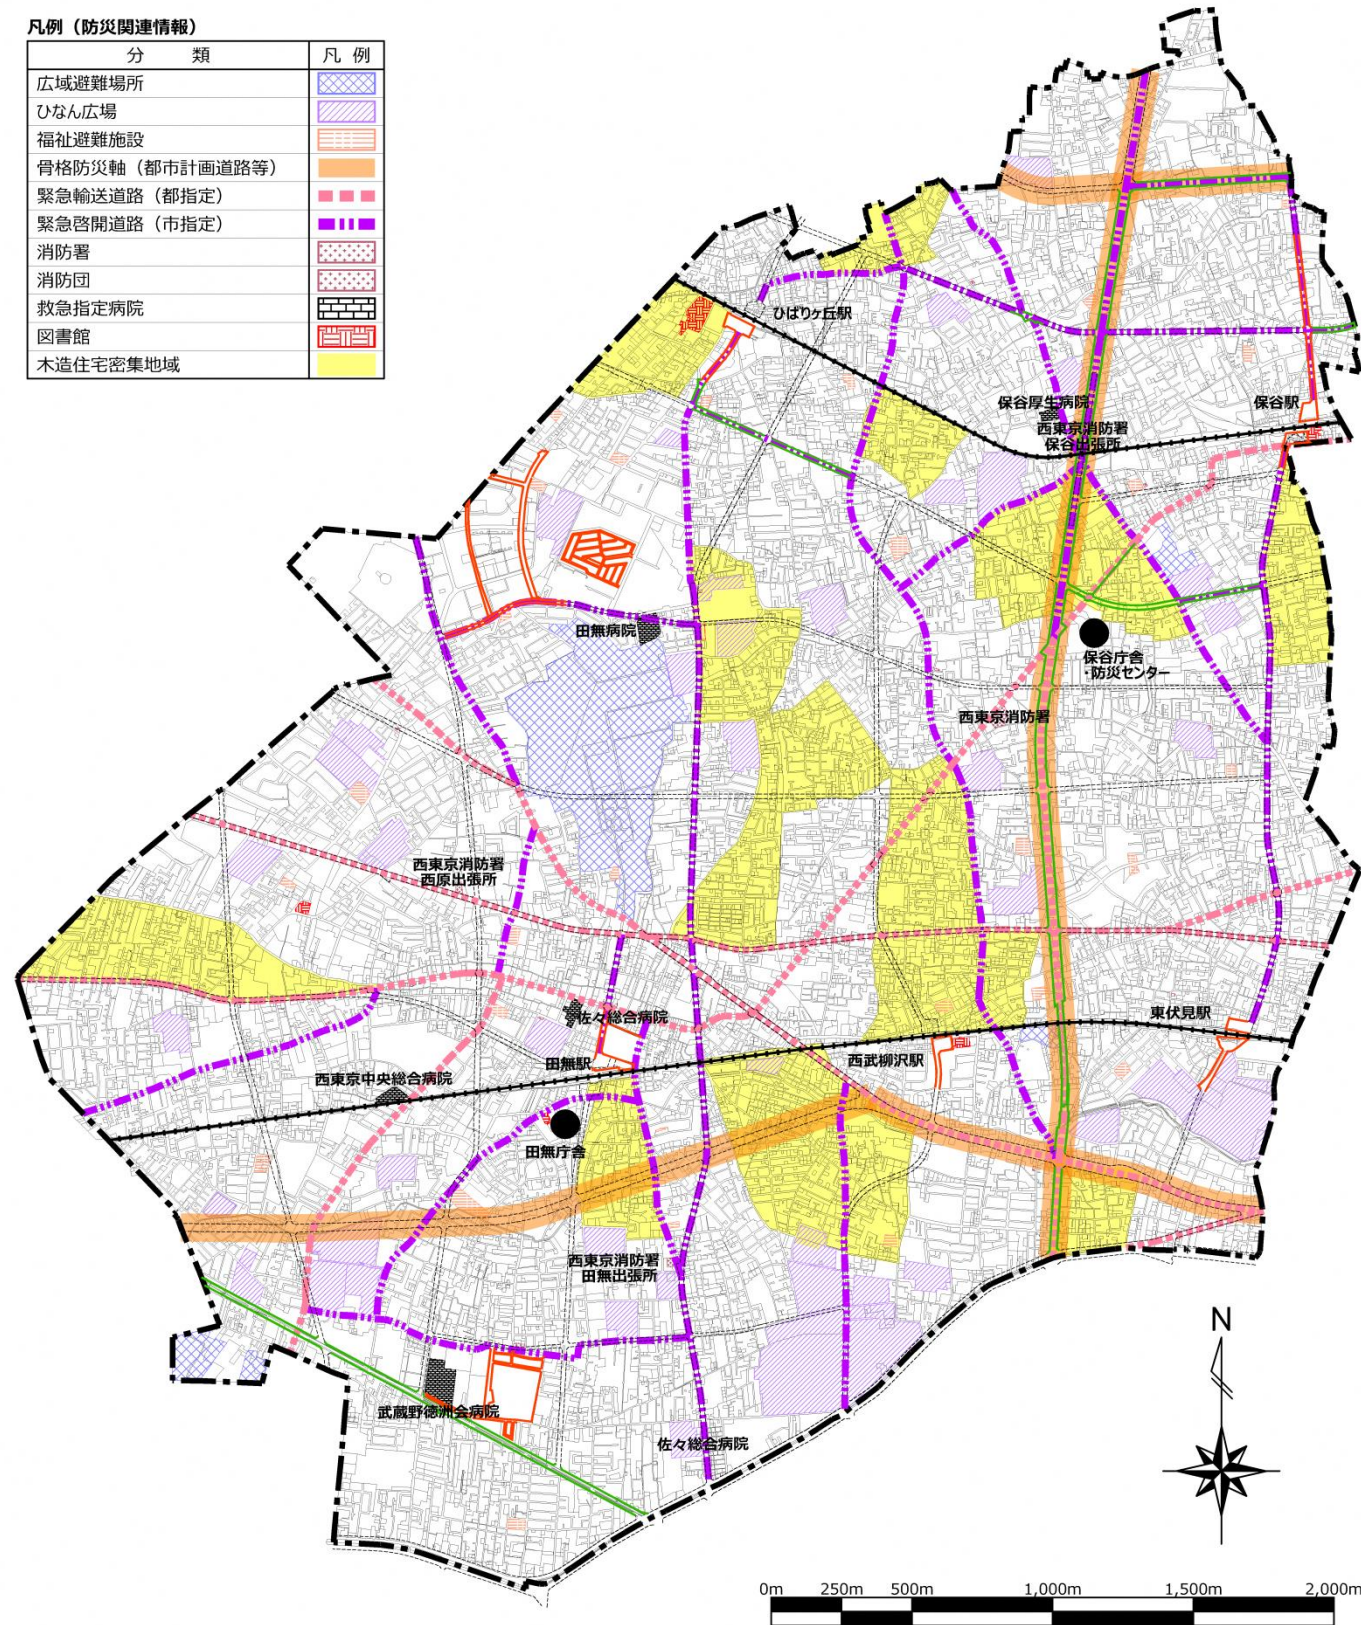 凡例（防災関連情報）
分　類　凡 例
広域避難場所
ひなん広場
福祉避難施設
骨格防災軸（都市計画道路等）
緊急輸送道路（都指定）
緊急啓開道路（市指定）
消防署
消防団
救急指定病院
図書館
木造住宅密集地域
ひばりヶ丘駅
保谷厚生病院
西東京消防署
保谷出張所
保谷駅
田無病院
保谷庁舎
・防災センター
西東京消防署
西東京消防署
西原出張所
佐々総合病院
東伏見駅
田無駅
西武柳沢駅
西東京中央総合病院
田無庁舎
西東京消防署
田無出張所
武蔵野徳洲会病院
佐々総合病院
N
0m 250m 500m 1,000m 1,500m 2,000m